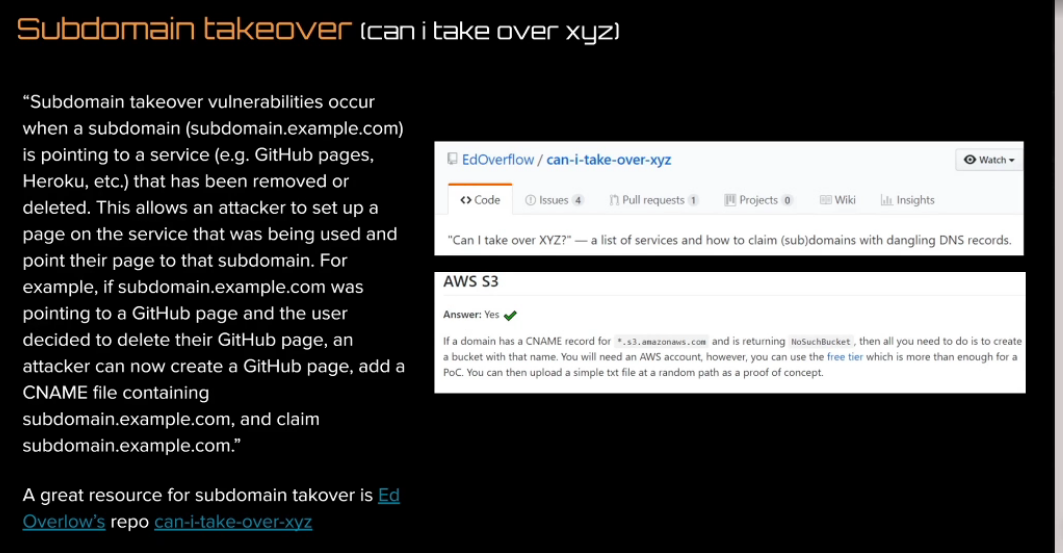 Subdomain takeover (can i take over xyz)
“Subdomain takeover vulnerabilities occur
when a subdomain (subdomain.example.com)
is pointing to a service (e.g. GitHub pages,
Heroku, etc.) that has been removed or
deleted. This allows an attacker to set up a
page on the service that was being used and
point their page to that subdomain. For
example, if subdomain.example.com was
pointing to a GitHub page and the user
decided to delete their GitHub page, an
attacker can now create a GitHub page, add a
CNAME file containing
subdomain.example.com, and claim
subdomain.example.com.”
A great resource for subdomain takover is Ed
Overlow’s repo can-i-take-over-xyz
EdOverflow / can-i-take-over-xyz
Watch
Code Issues 4 Pull requests 1 Projects 0 Wiki Insights
"Can I take over XYZ?" — a list of services and how to claim (sub)domains with dangling DNS records.
AWS S3
Answer: Yes ✔
If a domain has a CNAME record for *.s3.amazonaws.com and is returning NoSuchBucket, then all you need to do is to create
a bucket with that name. You will need an AWS account, however, you can use the free tier which is more than enough for a
PoC. You can then upload a simple txt file at a random path as a proof of concept.